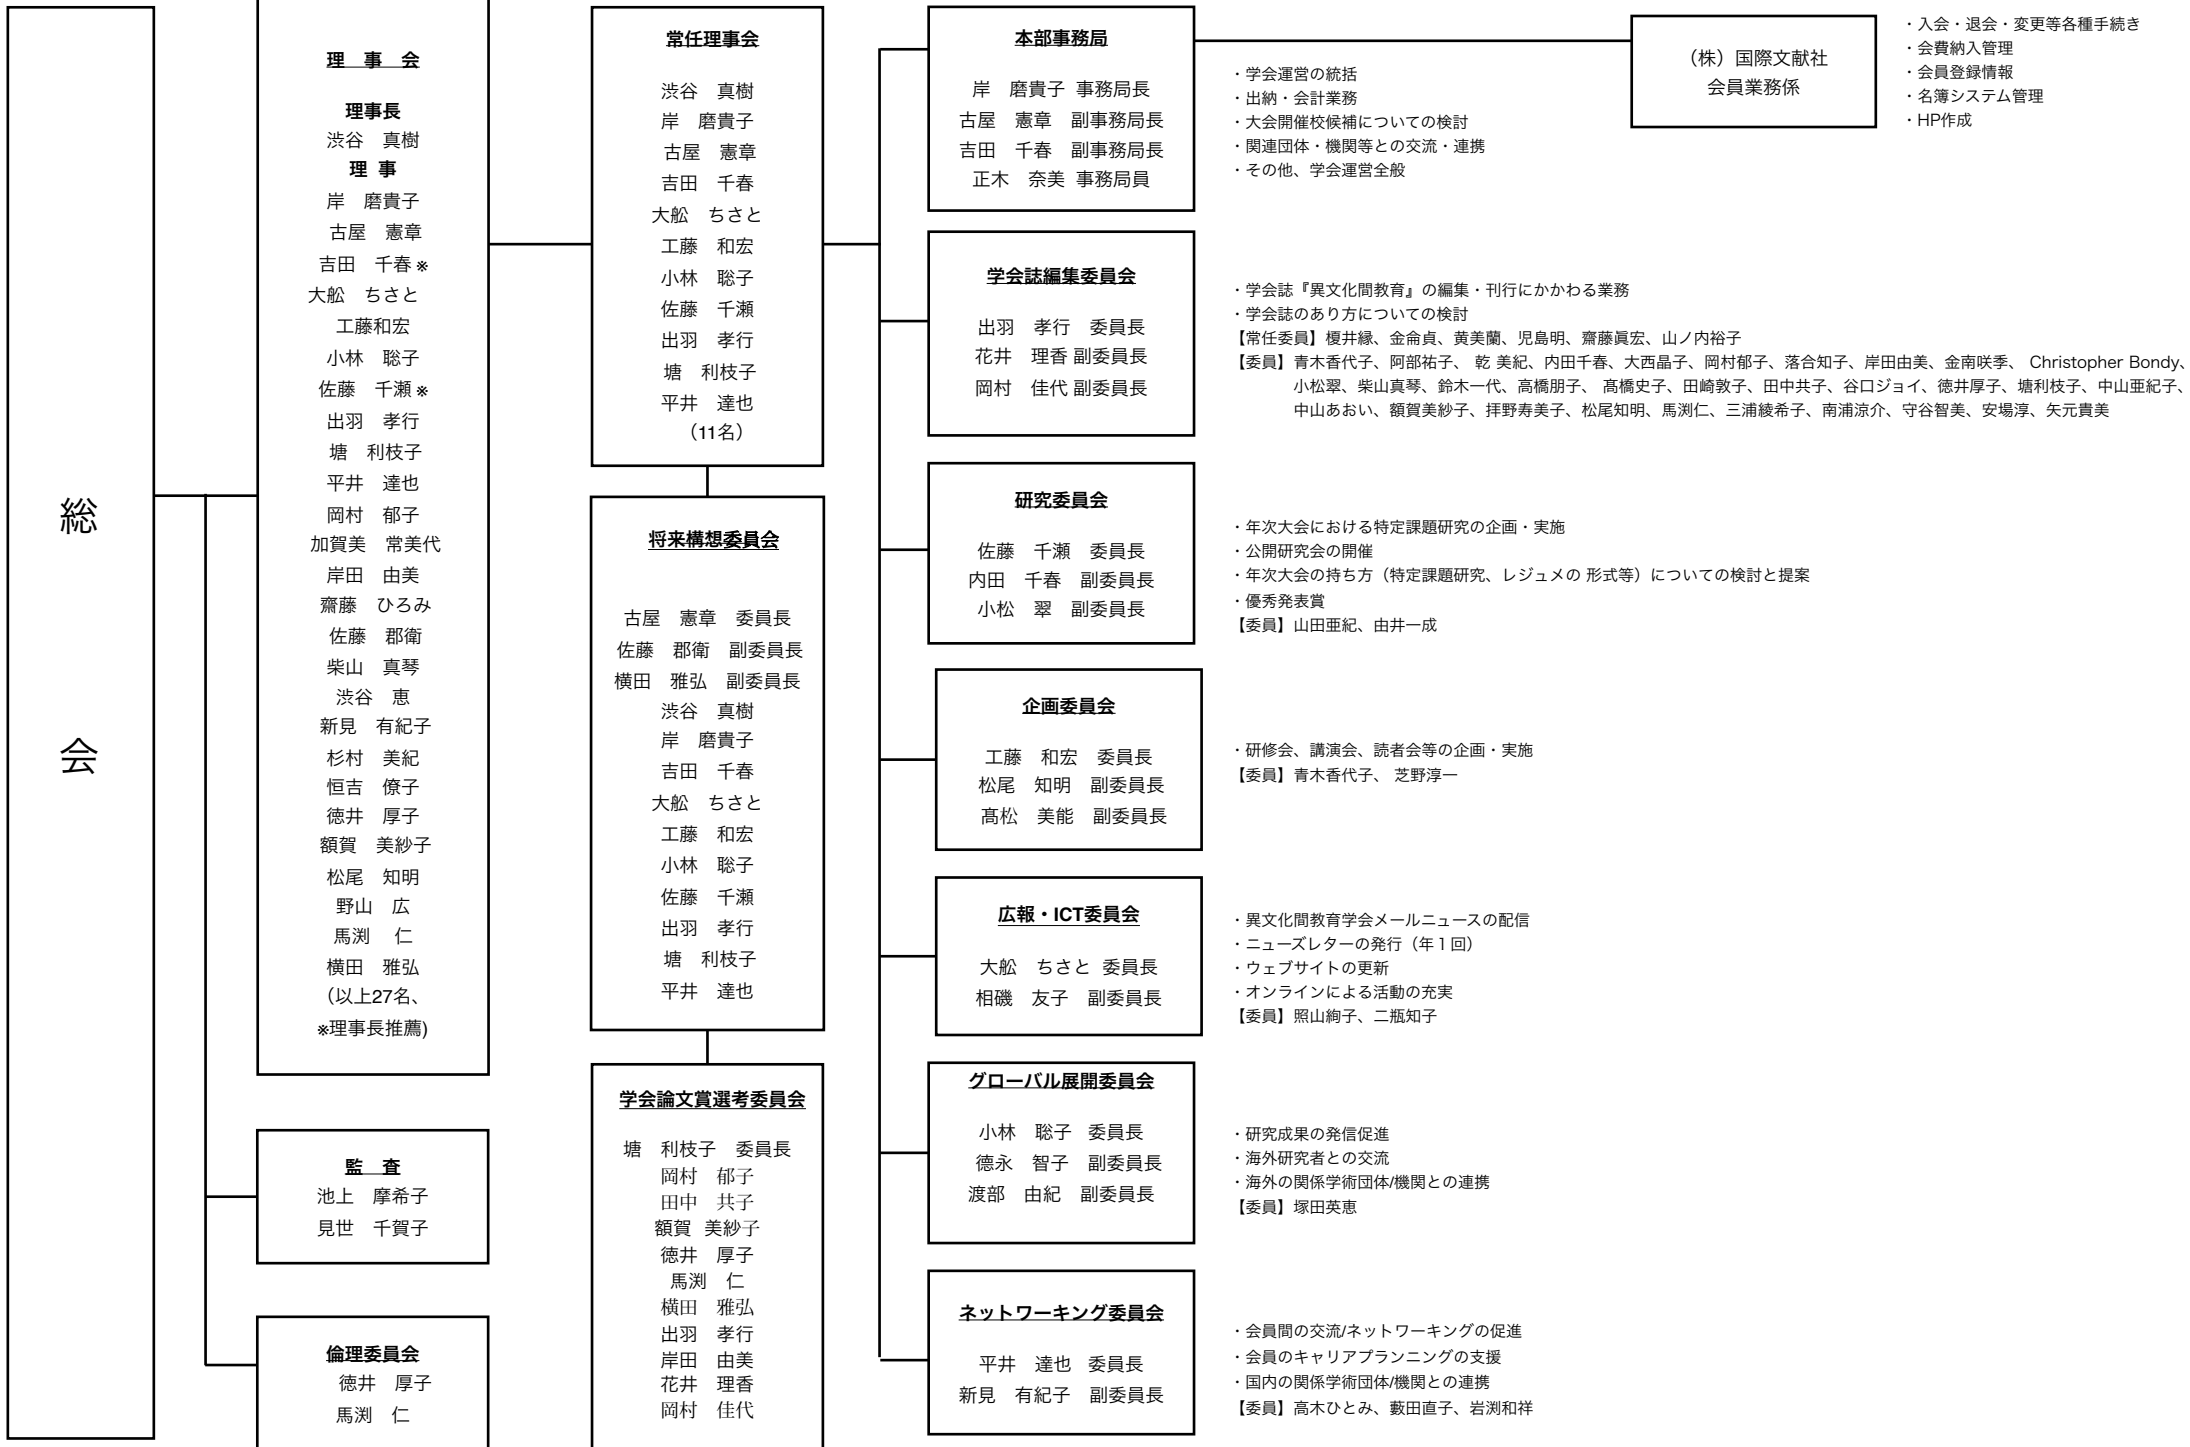 総
会
理　事　会
理事長
渋谷　真樹
理 事
岸　磨貴子
古屋　憲章
吉田　千春 ※
大舩　ちさと
工藤和宏
小林　聡子
佐藤　千瀬 ※
出羽　孝行
塘　利枝子
平井　達也
岡村　郁子
加賀美　常美代
岸田　由美
齋藤　ひろみ
佐藤　郡衛
柴山　真琴
渋谷　恵
新見　有紀子
杉村　美紀
恒吉　僚子
徳井　厚子
額賀　美紗子
松尾　知明
野山　広
馬渕　仁
横田　雅弘
（以上27名、
※理事長推薦)
監　査
池上　摩希子
見世　千賀子
倫理委員会
徳井　厚子
馬渕　仁
常任理事会
渋谷　真樹
岸　磨貴子
古屋　憲章
吉田　千春
大舩　ちさと
工藤　和宏
小林　聡子
佐藤　千瀬
出羽　孝行
塘　利枝子
平井　達也
（11名）
将来構想委員会
古屋　憲章　委員長
佐藤　郡衛　副委員長
横田　雅弘　副委員長
渋谷　真樹
岸　磨貴子
吉田　千春
大舩　ちさと
工藤　和宏
小林　聡子
佐藤　千瀬
出羽　孝行
塘　利枝子
平井　達也
学会論文賞選考委員会
塘　利枝子　委員長
岡村　郁子
田中　共子
額賀 美紗子
徳井　厚子
馬渕　仁
横田　雅弘
出羽　孝行
岸田　由美
花井　理香
岡村　佳代
本部事務局
岸　磨貴子 事務局長
古屋　憲章　副事務局長
吉田　千春　副事務局長
正木　奈美 事務局員
・学会運営の統括
・出納・会計業務
・大会開催校候補についての検討
・関連団体・機関等との交流・連携
・その他、学会運営全般
（株）国際文献社
会員業務係
・入会・退会・変更等各種手続き
・会費納入管理
・会員登録情報
・名簿システム管理
・HP作成
学会誌編集委員会
出羽　孝行　委員長
花井　理香 副委員長
岡村　佳代 副委員長
・学会誌『異文化間教育』の編集・刊行にかかわる業務
・学会誌のあり方についての検討
【常任委員】榎井縁、金侖貞、黄美蘭、児島明、齋藤眞宏、山ノ内裕子
【委員】青木香代子、阿部祐子、 乾 美紀、内田千春、大西晶子、岡村郁子、落合知子、岸田由美、金南咲季、 Christopher Bondy、
小松翠、柴山真琴、鈴木一代、高橋朋子、 髙橋史子、田崎敦子、田中共子、谷口ジョイ、徳井厚子、塘利枝子、中山亜紀子、
中山あおい、額賀美紗子、拝野寿美子、松尾知明、馬渕仁、三浦綾希子、南浦涼介、守谷智美、安場淳、矢元貴美
研究委員会
佐藤　千瀬　委員長
内田　千春　副委員長
小松　翠　副委員長
・年次大会における特定課題研究の企画・実施
・公開研究会の開催
・年次大会の持ち方（特定課題研究、レジュメの 形式等）についての検討と提案
・優秀発表賞
【委員】山田亜紀、由井一成
企画委員会
工藤　和宏　委員長
松尾　知明　副委員長
髙松　美能　副委員長
・研修会、講演会、読者会等の企画・実施
【委員】青木香代子、 芝野淳一
広報・ICT委員会
大舩　ちさと 委員長
相磯　友子　副委員長
・異文化間教育学会メールニュースの配信
・ニューズレターの発行（年１回）
・ウェブサイトの更新
・オンラインによる活動の充実
【委員】照山絢子、二瓶知子
グローバル展開委員会
小林　聡子　委員長
德永　智子　副委員長
渡部　由紀　副委員長
・研究成果の発信促進
・海外研究者との交流
・海外の関係学術団体/機関との連携
【委員】塚田英恵
ネットワーキング委員会
平井　達也　委員長
新見　有紀子　副委員長
・会員間の交流/ネットワーキングの促進
・会員のキャリアプランニングの支援
・国内の関係学術団体/機関との連携
【委員】高木ひとみ、藪田直子、岩渕和祥